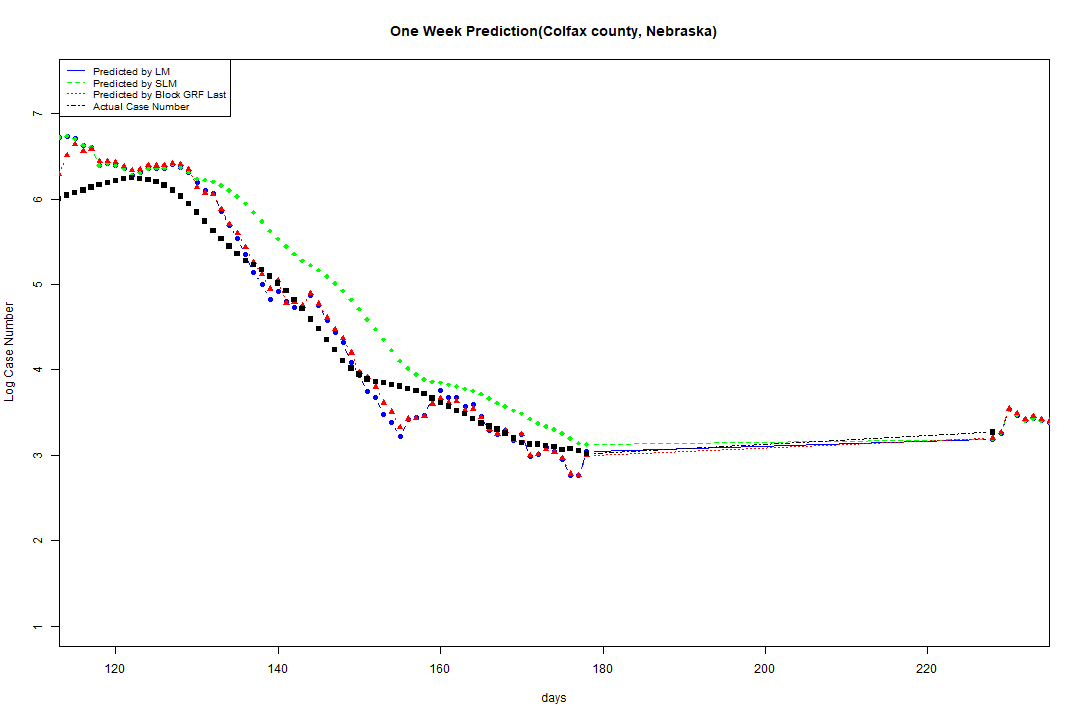 One Week Prediction(Colfax county, Nebraska)
Predicted by LM
Predicted by SLM
Predicted by Block GRF Last
Actual Case Number
7
6
5
4
3
2
1
Log Case Number
120 140 160 180 200 220
days